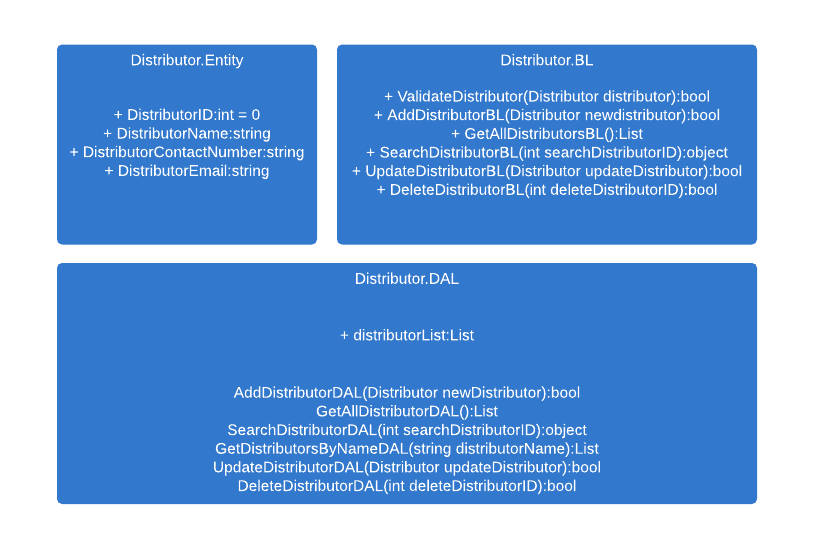 Distributor.Entity
+ DistributorID:int = 0
+ DistributorName:string
+ DistributorContactNumber:string
+ DistributorEmail:string
Distributor.BL
+ ValidateDistributor(Distributor distributor):bool
+ AddDistributorBL(Distributor newdistributor):bool
+ GetAllDistributorsBL():List
+ SearchDistributorBL(int searchDistributorID):object
+ UpdateDistributorBL(Distributor updateDistributor):bool
+ DeleteDistributorBL(int deleteDistributorID):bool
Distributor.DAL
+ distributorList:List
AddDistributorDAL(Distributor newDistributor):bool
GetAllDistributorDAL():List
SearchDistributorDAL(int searchDistributorID):object
GetDistributorsByNameDAL(string distributorName):List
UpdateDistributorDAL(Distributor updateDistributor):bool
DeleteDistributorDAL(int deleteDistributorID):bool